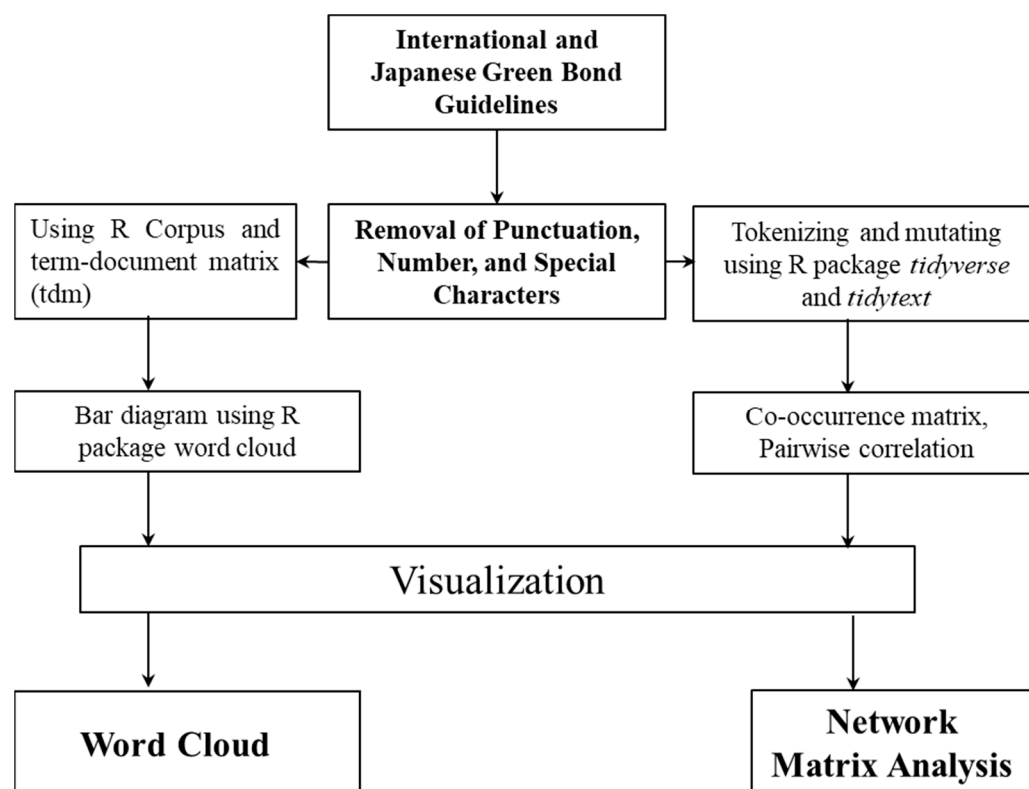 International and
Japanese Green Bond
Guidelines
Using R Corpus and
term-document matrix
(tdm)
Removal of Punctuation,
Number, and Special
Characters
Tokenizing and mutating
using R package tidyverse
and tidytext
Bar diagram using R
package word cloud
Co-occurrence matrix,
Pairwise correlation
Visualization
Word Cloud
Network
Matrix Analysis